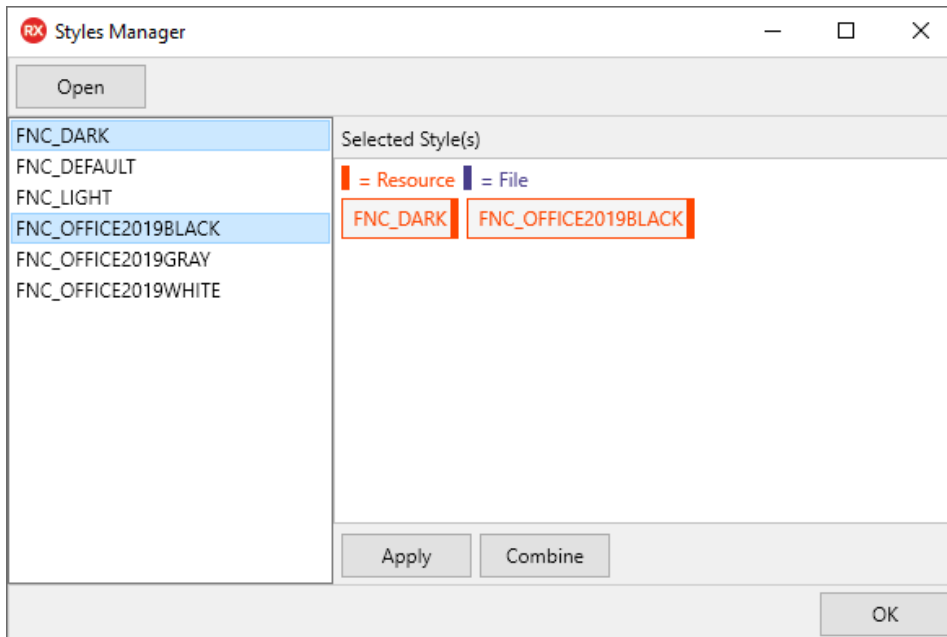 RX Styles Manager
Open
FNC_DARK
FNC_DEFAULT
FNC_LIGHT
FNC_OFFICE2019BLACK
FNC_OFFICE2019GRAY
FNC_OFFICE2019WHITE
Selected Style(s)
= Resource = File
FNC_DARK FNC_OFFICE2019BLACK
Apply Combine
OK